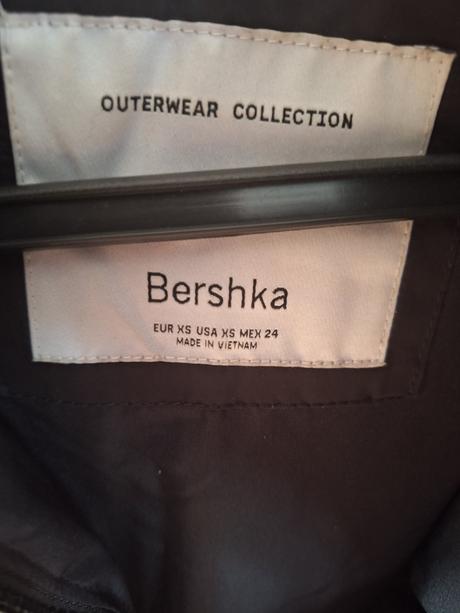 OUTERWEAR COLLECTION
Bershka
EUR XS USA XS MEX 24
MADE IN VIETNAM